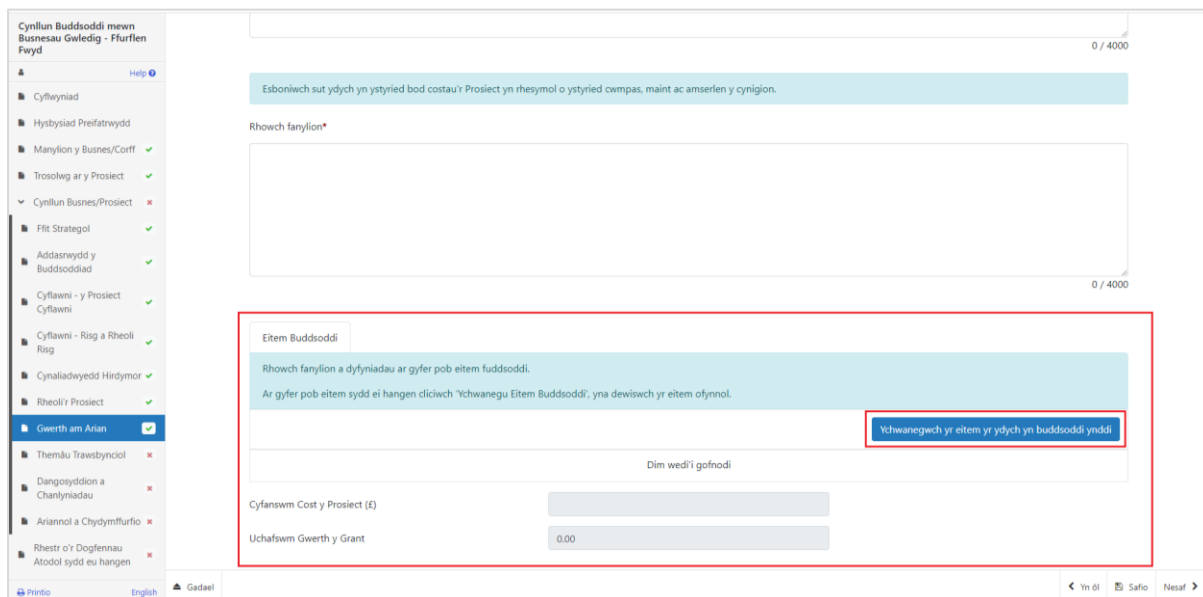 Cynllun Buddsoddi mewn
Busnesau Gwledig - Ffurflen
Fwyd
Help
Cyflwyniad
Hysbysiad Preifatrwydd
Manylion y Busnes/Corff
Trosolwg ar y Prosiect
Cynllun Busnes/Prosiect
Ffit Strategol
Addasrwydd y
Buddsoddiad
Cyflawni - y Prosiect
Cyflawni
Cyflawni - Risg a Rheoli
Risg
Cynaliadwyedd Hirdymor
Rheoli'r Prosiect
Gwerth am Arian
Themâu Trawsbynciol
Dangosyddion a
Chanlyniadau
Ariannol a Chydymffurfio
Rhestr o'r Dogfennau
Atodol sydd eu hangen
Printio English
0 / 4000
Esboniwch sut ydych yn ystyried bod costau'r Prosiect yn rhesymol o ystyried cwmpas, maint ac amserlen y cynigion.
Rhowch fanylion*
0 / 4000
Eitem Buddsoddi
Rhowch fanylion a dyfyniadau ar gyfer pob eitem fuddsoddi.
Ar gyfer pob eitem sydd ei hangen cliciwch 'Ychwanegu Eitem Buddsoddi', yna dewiswch yr eitem ofynnol.
Ychwanegwch yr eitem yr ydych yn buddsoddi ynddi
Dim wedi'i gofnodi
Cyfanswm Cost y Prosiect (£)
Uchafswm Gwerth y Grant 0.00
Gadael Yn ôl Safio Nesaf